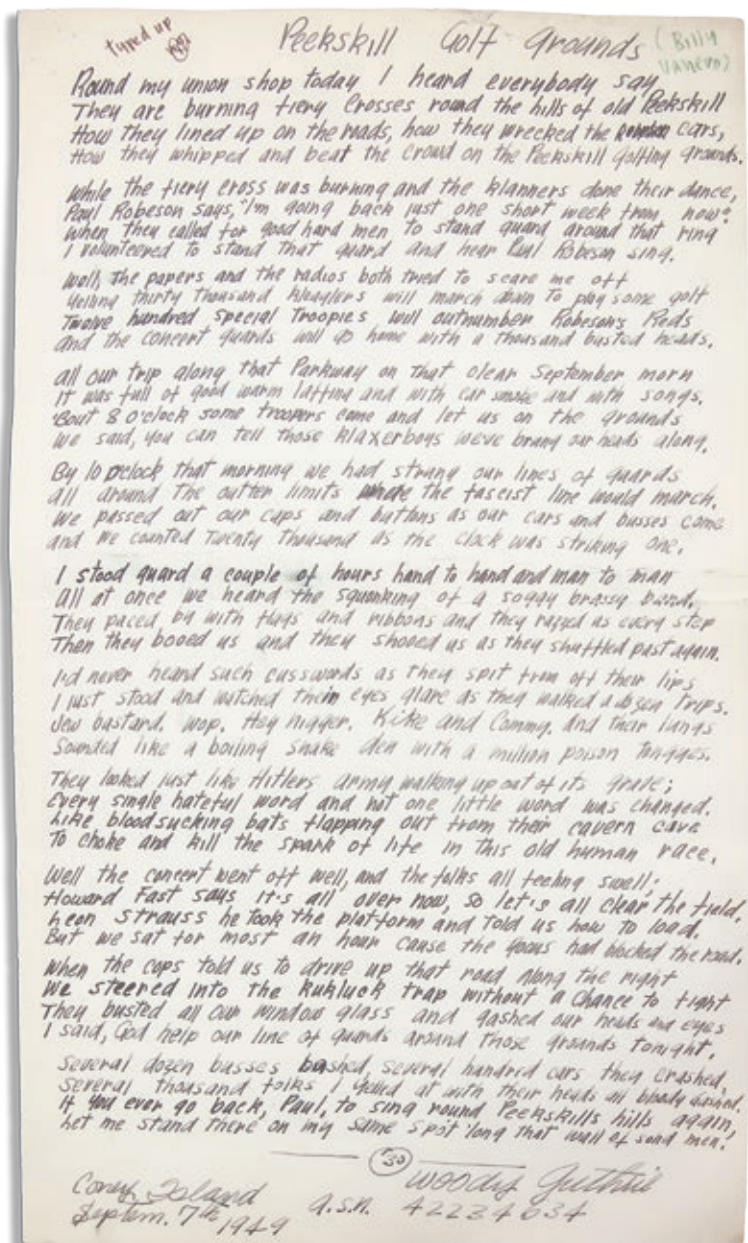 tuned up
Peekskill Golf Grounds
(Billy
Round my union shop today I heard everybody say
They are burning fiery Crosses round the hills of old Peekskill
How they lined up on the roads, how they wrecked the cars,
How they whipped and beat the crowd on the Peekskill golfing grounds.
While the fiery cross was burning and the klanners done their dance,
Paul Robeson says, "I'm going back just one short week from now"
When they called for good hard men to stand guard around that ring
I volunteered to stand that guard and hear Paul Robeson sing.
Well, the papers and the radios both tried to scare me off
Yelling thirty thousand will march down to play some golf
Twelve hundred special Troopies will outnumber Robeson's Reds
and the concert guards will go home with a thousand busted heads.
all our trip along that Parkway on that clear September morn
It was full of good warm laffing and with car smoke and with songs.
'Bout 8 o'clock some troopers come and let us on the grounds
We said, you can tell those klaxerboys weve brung our heads along.
By 10 oclock that morning we had strung our lines of guards
all around The outter limits where the fascist line would march.
We passed out our caps and buttons as our cars and busses come
and we counted Twenty Thousand as the clock was striking one.
I stood guard a couple of hours hand to hand and man to man
all at once we heard the squonking of a soggy brassy band.
They paced by with flags and ribbons and they razzed us every step
Then they booed us and they shooed us as they shuffled past again.
I'd never heard such cusswords as they spit from off their lips
I just stood and watched their eyes glare as they walked a dozen trips.
Jew bastard. Wop. Hey nigger. Kike and Commy. and their lungs
Sounded like a boiling snake den with a million poison tongues.
They looked just like Hitlers army walking up out of its grave;
Every single hateful word and not one little word was changed.
Like bloodsucking bats flapping out from their cavern cave
To choke and kill the spark of life in this old human race.
Well the concert went off well, and the folks all feeling swell;
Howard Fast says it's all over now, so let's all clear the field.
Leon Strauss he took the platform and told us how to load.
But we sat for most an hour cause the had blocked the road.
When the cops told us to drive up that road along the right
We steered into the kukluck trap without a chance to fight
They busted all our window glass and gashed our heads and eyes
I said, God help our line of guards around those grounds tonight.
Several dozen busses bashed, several hundred cars they crashed.
Several thousand folks I yelled at with their heads all bloody dashed.
If you ever go back, Paul, to sing round Peekskills hills again,
Let me stand there on my same spot 'long that wall of sound men.
30
Coney Island
Septem. 7th 1949
a.s.n. 42234634
Woody Guthrie